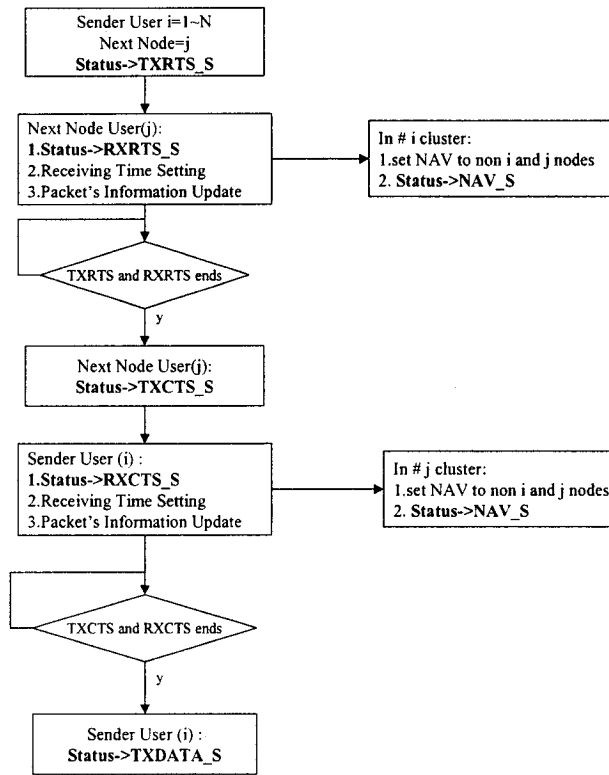 Sender User i=1~N
Next Node=j
Status->TXRTS_S
Next Node User(j):
1.Status->RXRTS_S
2.Receiving Time Setting
3.Packet's Information Update
In # i cluster:
1.set NAV to non i and j nodes
2. Status->NAV_S
TXRTS and RXRTS ends
y
Next Node User(j):
Status->TXCTS_S
Sender User (i) :
1.Status->RXCTS_S
2.Receiving Time Setting
3.Packet's Information Update
In # j cluster:
1.set NAV to non i and j nodes
2. Status->NAV_S
TXCTS and RXCTS ends
y
Sender User (i) :
Status->TXDATA_S